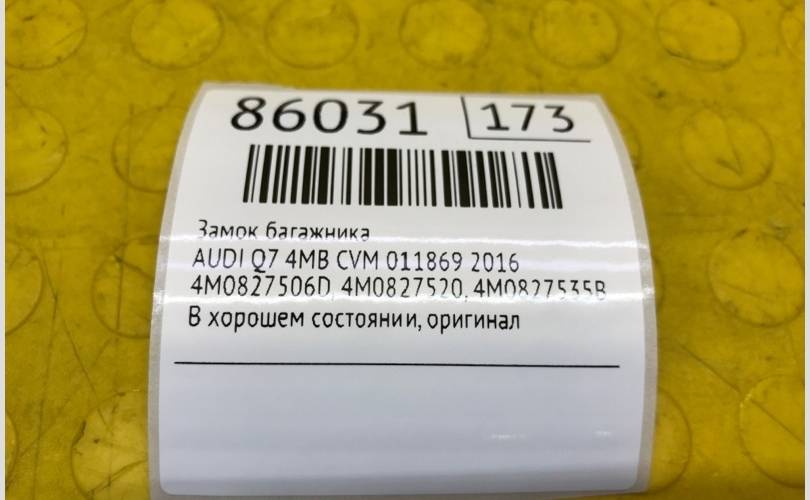 86031 173
Замок багажника
AUDI Q7 4MB CVM 011869 2016
4M0827506D, 4M0827520, 4M0827535B
В хорошем состоянии, оригинал